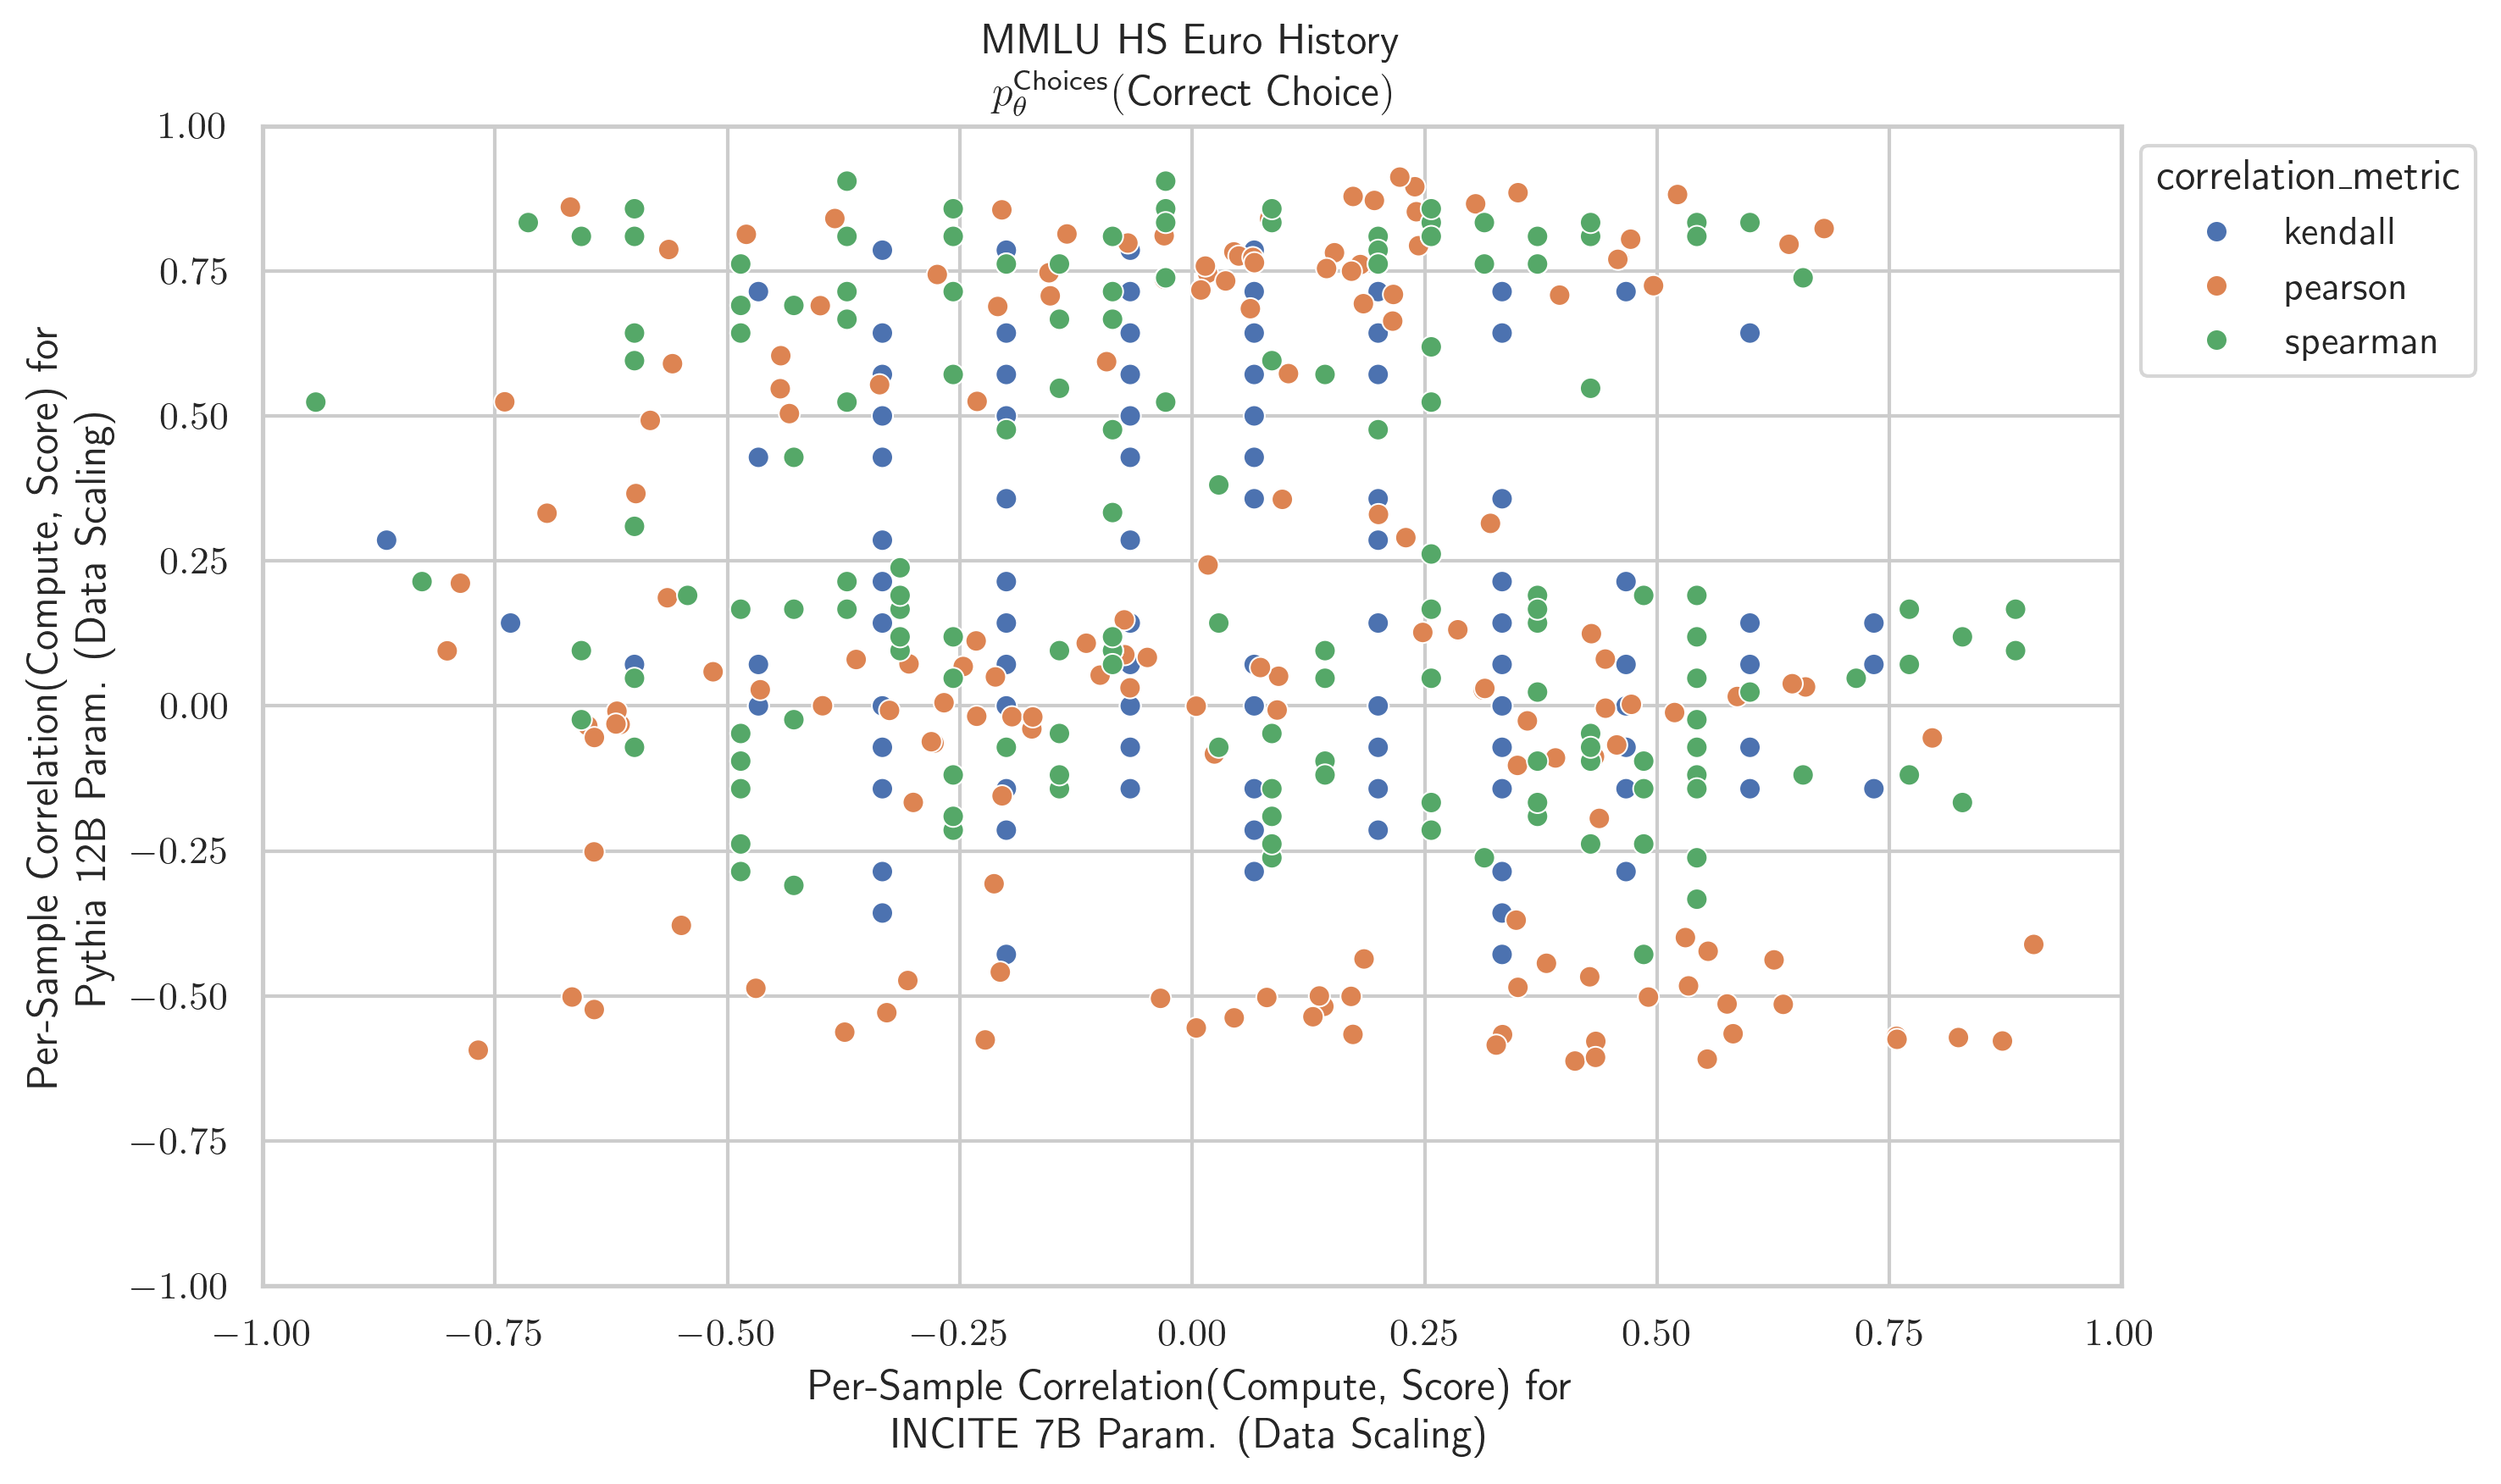 MMLU HS Euro History
p_θ^Choices(Correct Choice)
Per-Sample Correlation(Compute, Score) for
Pythia 12B Param. (Data Scaling)
1.00
0.75
0.50
0.25
0.00
−0.25
−0.50
−0.75
−1.00
−1.00 −0.75 −0.50 −0.25 0.00 0.25 0.50 0.75 1.00
Per-Sample Correlation(Compute, Score) for
INCITE 7B Param. (Data Scaling)
correlation_metric
kendall
pearson
spearman